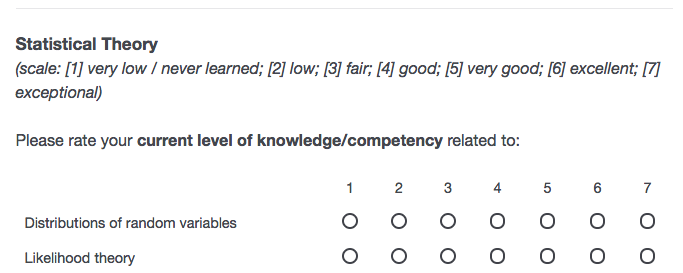 Statistical Theory
(scale: [1] very low / never learned; [2] low; [3] fair; [4] good; [5] very good; [6] excellent; [7]
exceptional)
Please rate your current level of knowledge/competency related to:
1 2 3 4 5 6 7
Distributions of random variables
Likelihood theory